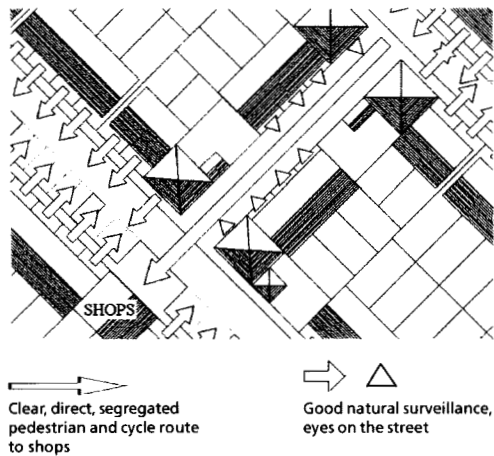 SHOPS
Clear, direct, segregated
pedestrian and cycle route
to shops
Good natural surveillance,
eyes on the street